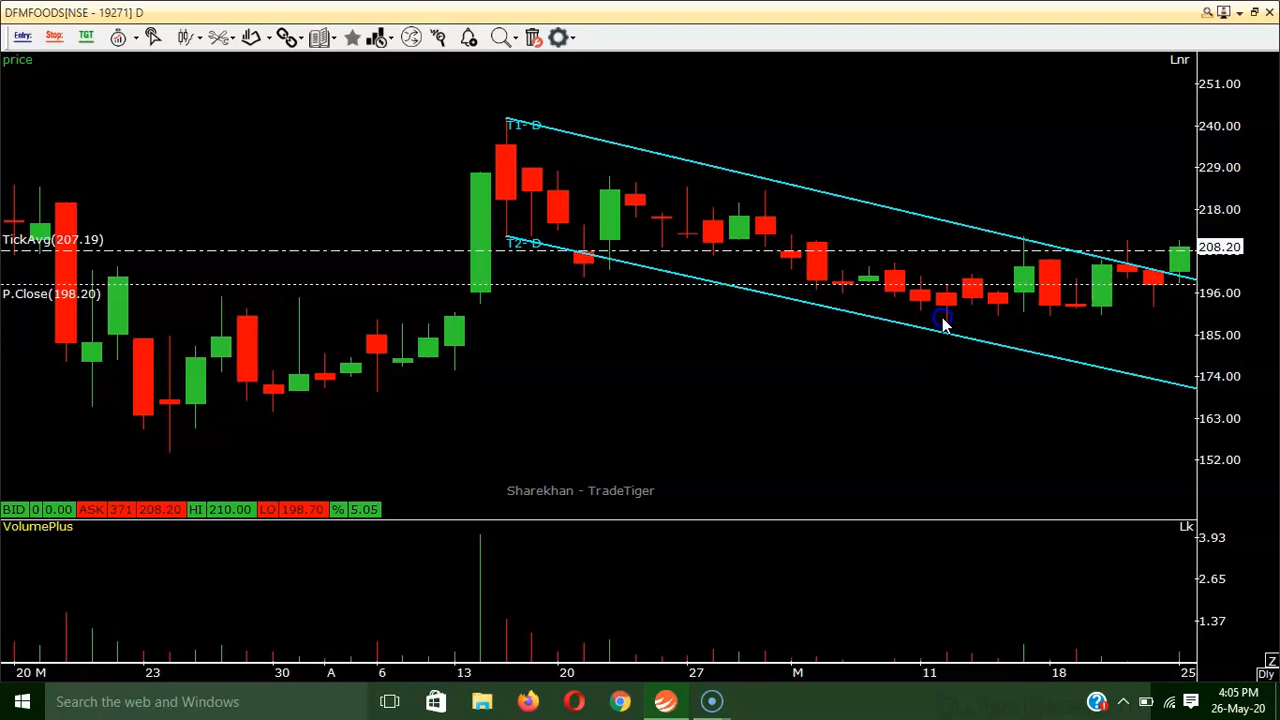 DFMFOODS[NSE - 19271] D
Entry: Stop: TGT
price
Lnr
251.00
T1- D
240.00
229.00
218.00
TickAvg(207.19)
T2- D
208.20
P.Close(198.20)
196.00
185.00
174.00
163.00
152.00
Sharekhan - TradeTiger
BID 0 0.00 ASK 371 208.20 HI 210.00 LO 198.70 % 5.05
VolumePlus
Lk
3.93
2.65
1.37
20 M 23 30 A 6 13 20 27 M 11 18 25
Z
Dly
Search the web and Windows
4:05 PM
26-May-20